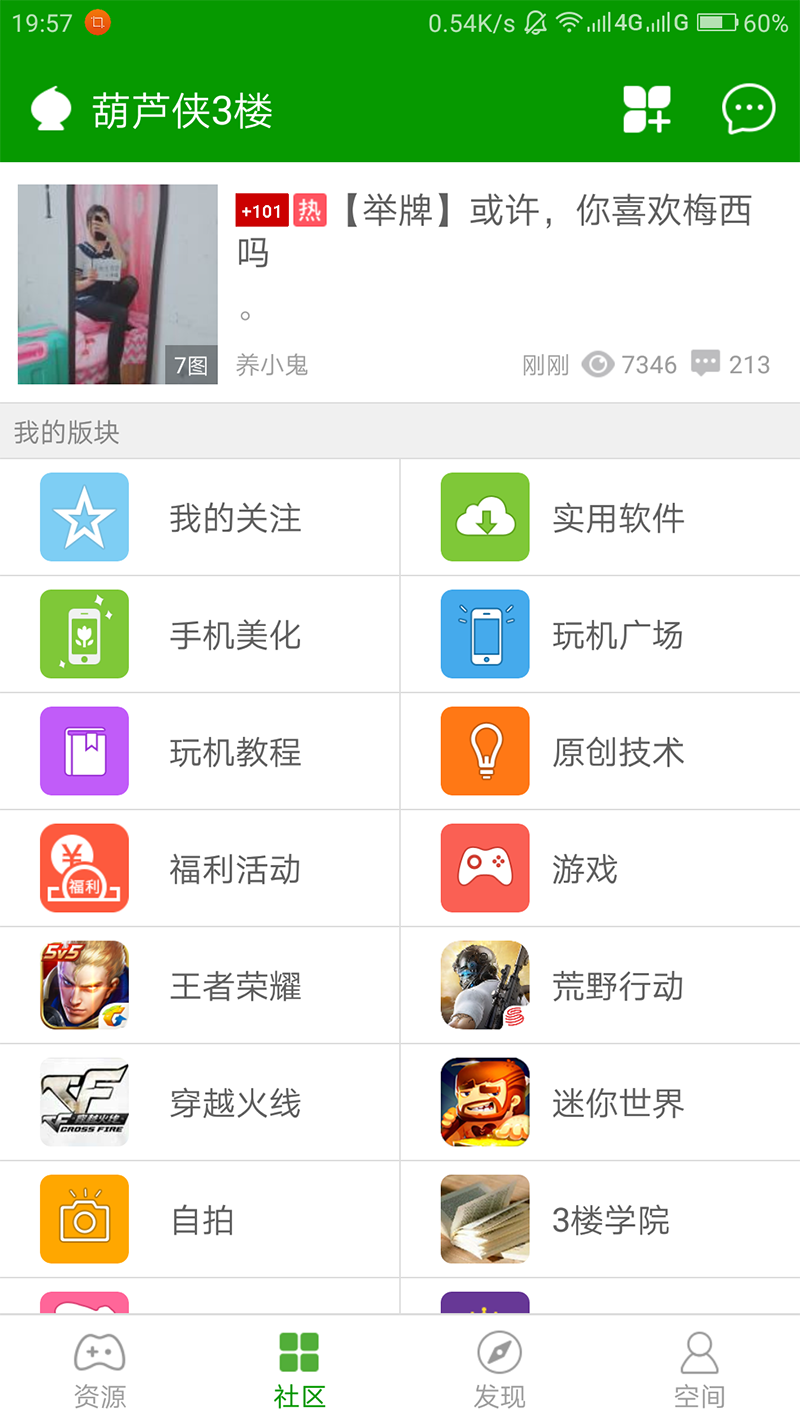 19:57 0.54K/s 4G G 60%
葫芦侠3楼
+101 热 【举牌】或许，你喜欢梅西
吗
。
7图 养小鬼 刚刚 7346 213
我的版块
我的关注 实用软件
手机美化 玩机广场
玩机教程 原创技术
¥
福利 福利活动 游戏
5v5 王者荣耀 荒野行动
CF 穿越火线 CROSS FIRE 穿越火线 迷你世界
自拍 3楼学院
资源 社区 发现 空间